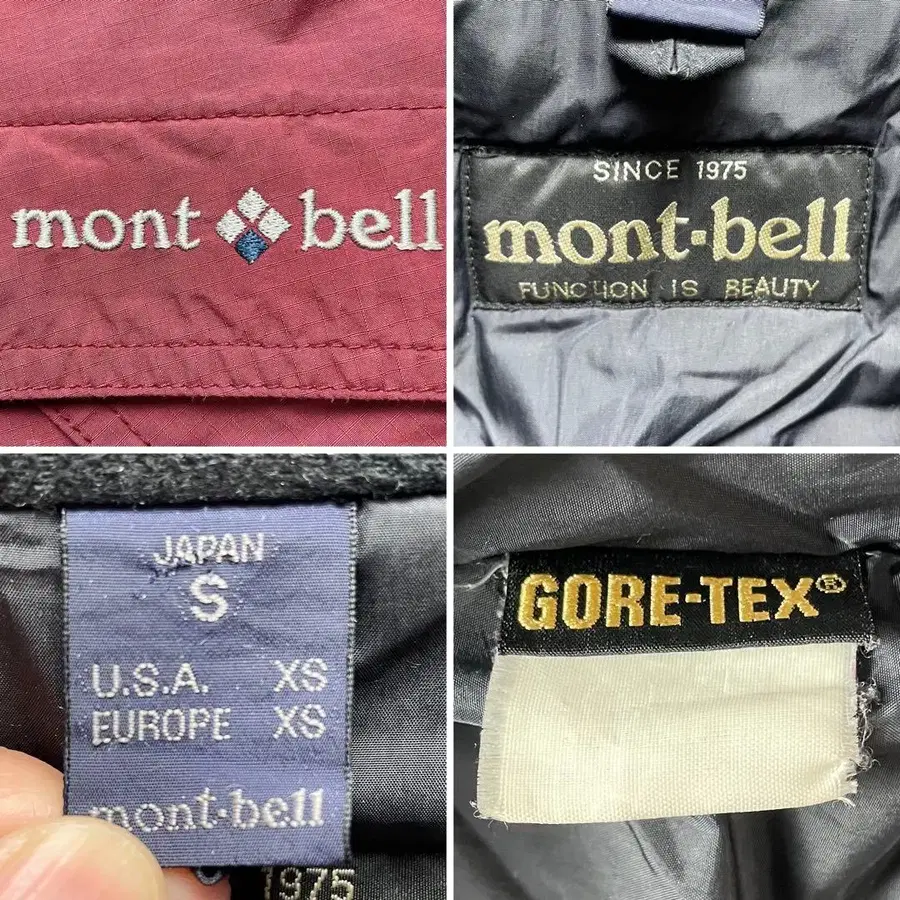 mont bell
SINCE 1975
mont-bell
FUNCTION IS BEAUTY
JAPAN
S
U.S.A. XS
EUROPE XS
mont-bell
1975
GORE-TEX®